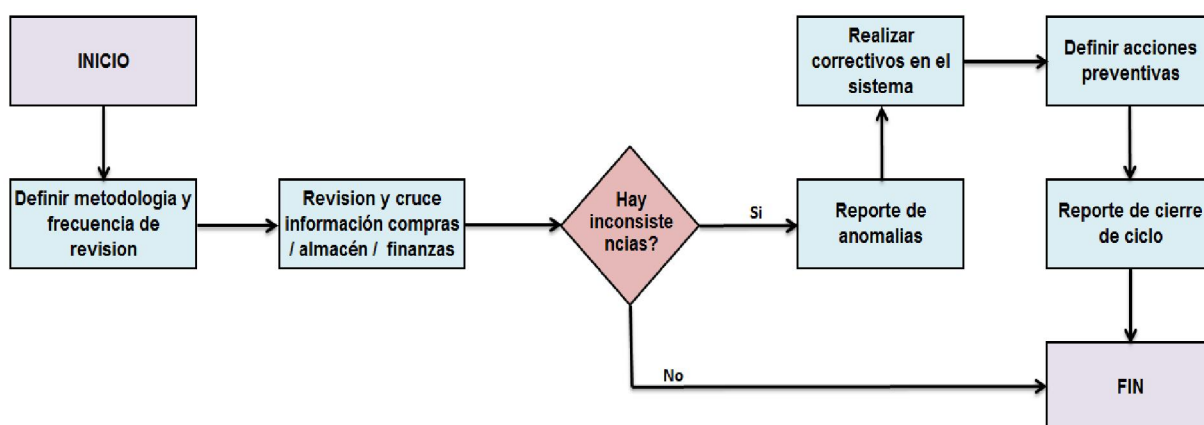 INICIO
Definir metodologia y
frecuencia de
revision
Revision y cruce
información compras
/ almacén / finanzas
Hay
inconsiste
ncias?
Si
Reporte de
anomalias
Realizar
correctivos en el
sistema
Definir acciones
preventivas
Reporte de cierre
de ciclo
No
FIN